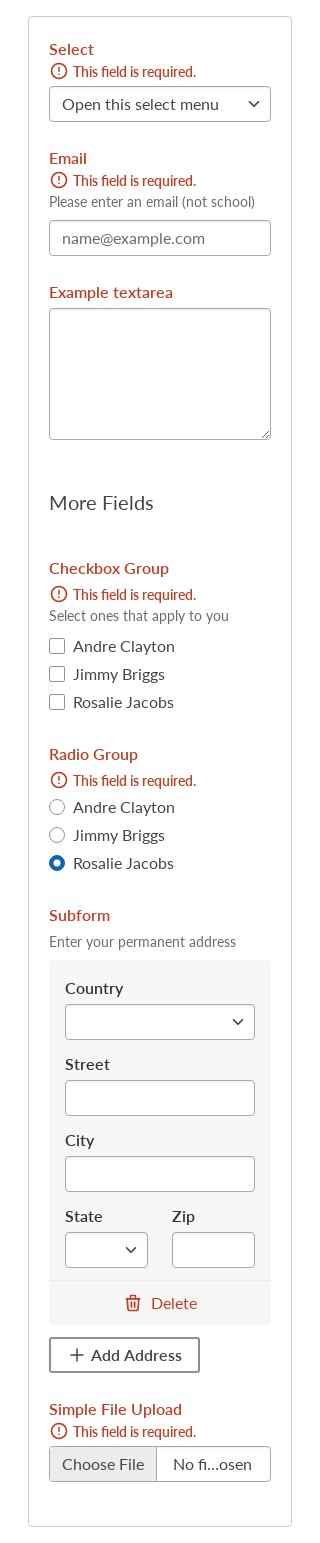 Select
This field is required.
Open this select menu
Email
This field is required.
Please enter an email (not school)
name@example.com
Example textarea
More Fields
Checkbox Group
This field is required.
Select ones that apply to you
Andre Clayton
Jimmy Briggs
Rosalie Jacobs
Radio Group
This field is required.
Andre Clayton
Jimmy Briggs
Rosalie Jacobs
Subform
Enter your permanent address
Country
Street
City
State Zip
Delete
Add Address
Simple File Upload
This field is required.
Choose File No fi...osen